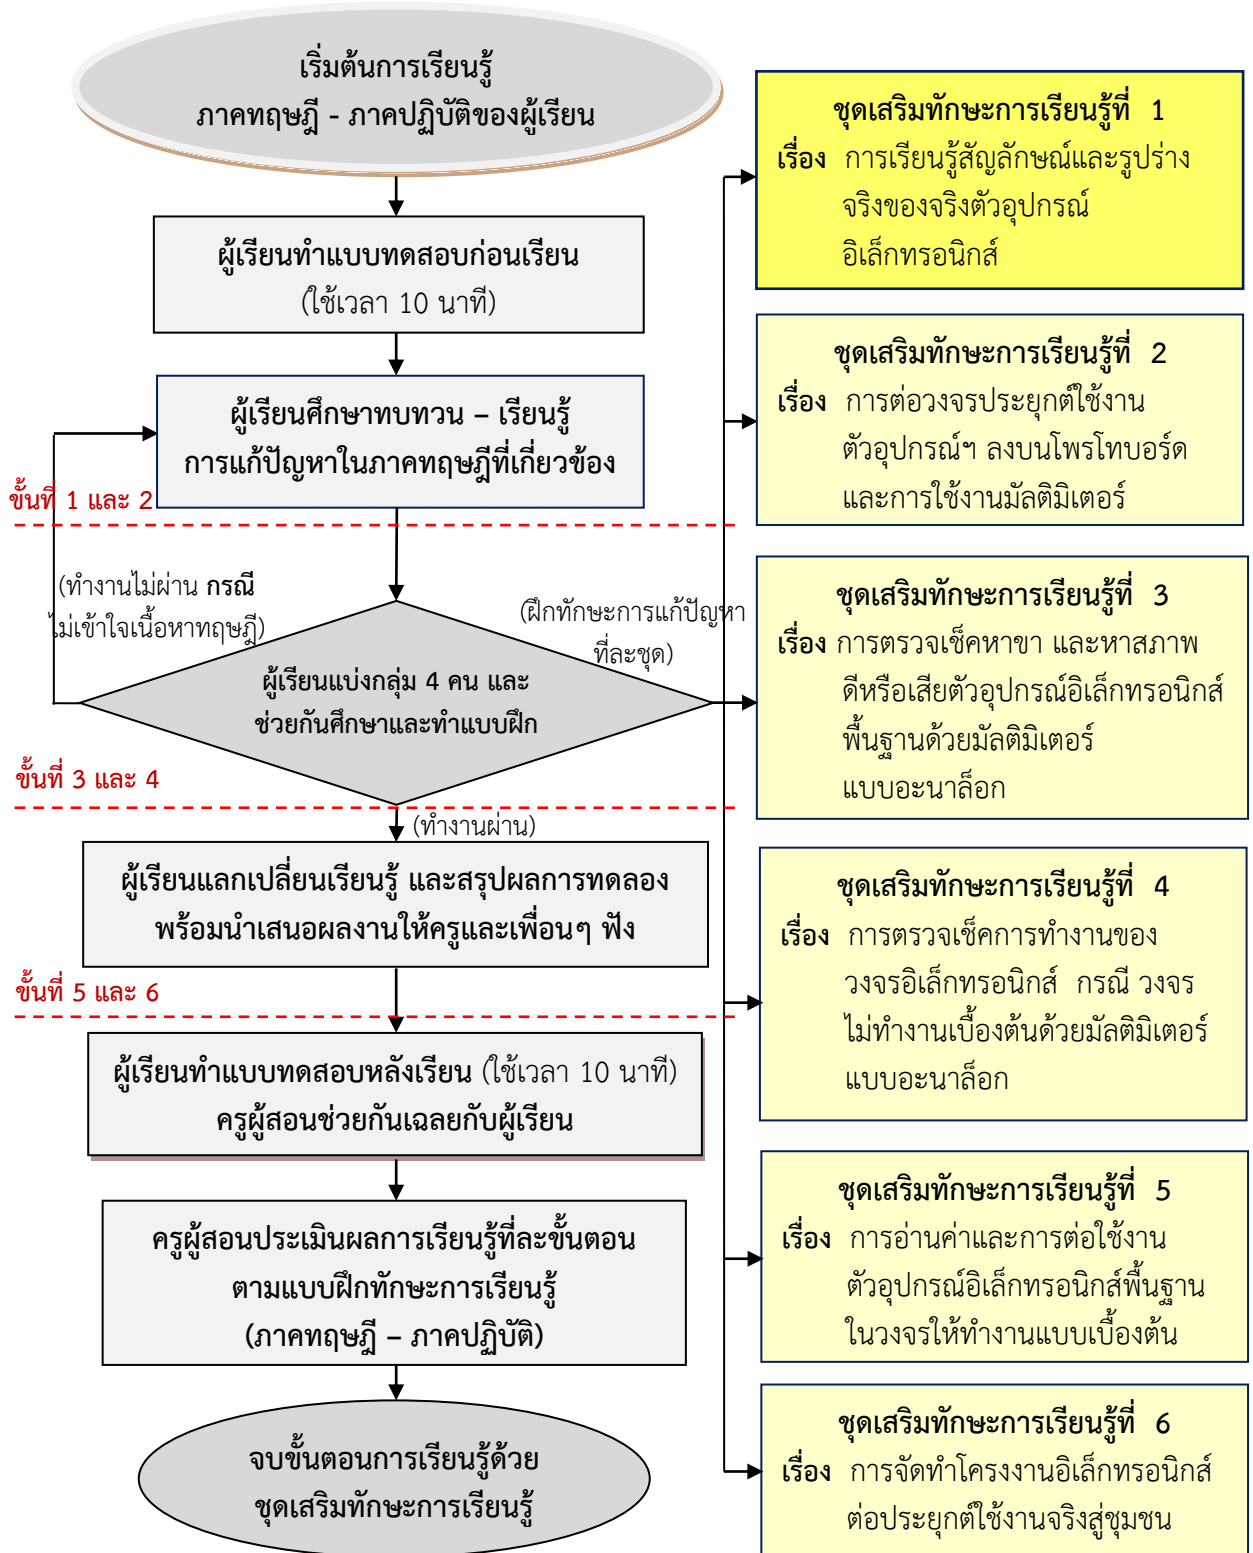 เริ่มต้นการเรียนรู้
ภาคทฤษฎี - ภาคปฏิบัติของผู้เรียน
ผู้เรียนทำแบบทดสอบก่อนเรียน
(ใช้เวลา 10 นาที)
ผู้เรียนศึกษาทบทวน – เรียนรู้
การแก้ปัญหาในภาคทฤษฎีที่เกี่ยวข้อง
ขั้นที่ 1 และ 2
(ทำงานไม่ผ่าน กรณี
ไม่เข้าใจเนื้อหาทฤษฎี)
(ฝึกทักษะการแก้ปัญหา
ที่ละชุด)
ผู้เรียนแบ่งกลุ่ม 4 คน และ
ช่วยกันศึกษาและทำแบบฝึก
ขั้นที่ 3 และ 4
(ทำงานผ่าน)
ผู้เรียนแลกเปลี่ยนเรียนรู้ และสรุปผลการทดลอง
พร้อมนำเสนอผลงานให้ครูและเพื่อนๆ ฟัง
ขั้นที่ 5 และ 6
ผู้เรียนทำแบบทดสอบหลังเรียน (ใช้เวลา 10 นาที)
ครูผู้สอนช่วยกันเฉลยกับผู้เรียน
ครูผู้สอนประเมินผลการเรียนรู้ที่ละขั้นตอน
ตามแบบฝึกทักษะการเรียนรู้
(ภาคทฤษฎี – ภาคปฏิบัติ)
จบขั้นตอนการเรียนรู้ด้วย
ชุดเสริมทักษะการเรียนรู้
ชุดเสริมทักษะการเรียนรู้ที่ 1
เรื่อง การเรียนรู้สัญลักษณ์และรูปร่าง
จริงของจริงตัวอุปกรณ์
อิเล็กทรอนิกส์
ชุดเสริมทักษะการเรียนรู้ที่ 2
เรื่อง การต่อวงจรประยุกต์ใช้งาน
ตัวอุปกรณ์ฯ ลงบนโพรโทบอร์ด
และการใช้งานมัลติมิเตอร์
ชุดเสริมทักษะการเรียนรู้ที่ 3
เรื่อง การตรวจเช็คหาขา และหาสภาพ
ดีหรือเสียตัวอุปกรณ์อิเล็กทรอนิกส์
พื้นฐานด้วยมัลติมิเตอร์
แบบอะนาล็อก
ชุดเสริมทักษะการเรียนรู้ที่ 4
เรื่อง การตรวจเช็คการทำงานของ
วงจรอิเล็กทรอนิกส์ กรณี วงจร
ไม่ทำงานเบื้องต้นด้วยมัลติมิเตอร์
แบบอะนาล็อก
ชุดเสริมทักษะการเรียนรู้ที่ 5
เรื่อง การอ่านค่าและการต่อใช้งาน
ตัวอุปกรณ์อิเล็กทรอนิกส์พื้นฐาน
ในวงจรให้ทำงานแบบเบื้องต้น
ชุดเสริมทักษะการเรียนรู้ที่ 6
เรื่อง การจัดทำโครงงานอิเล็กทรอนิกส์
ต่อประยุกต์ใช้งานจริงสู่ชุมชน